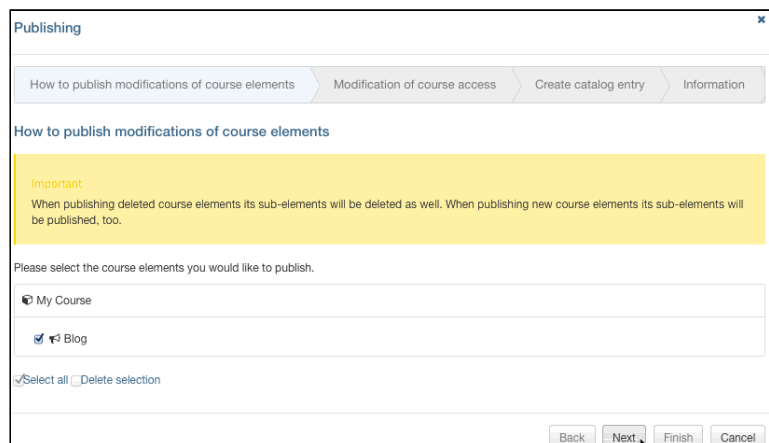 Publishing
How to publish modifications of course elements
Modification of course access
Create catalog entry
Information
How to publish modifications of course elements
Important
When publishing deleted course elements its sub-elements will be deleted as well. When publishing new course elements its sub-elements will
be published, too.
Please select the course elements you would like to publish.
My Course
Blog
Select all Delete selection
Back Next Finish Cancel